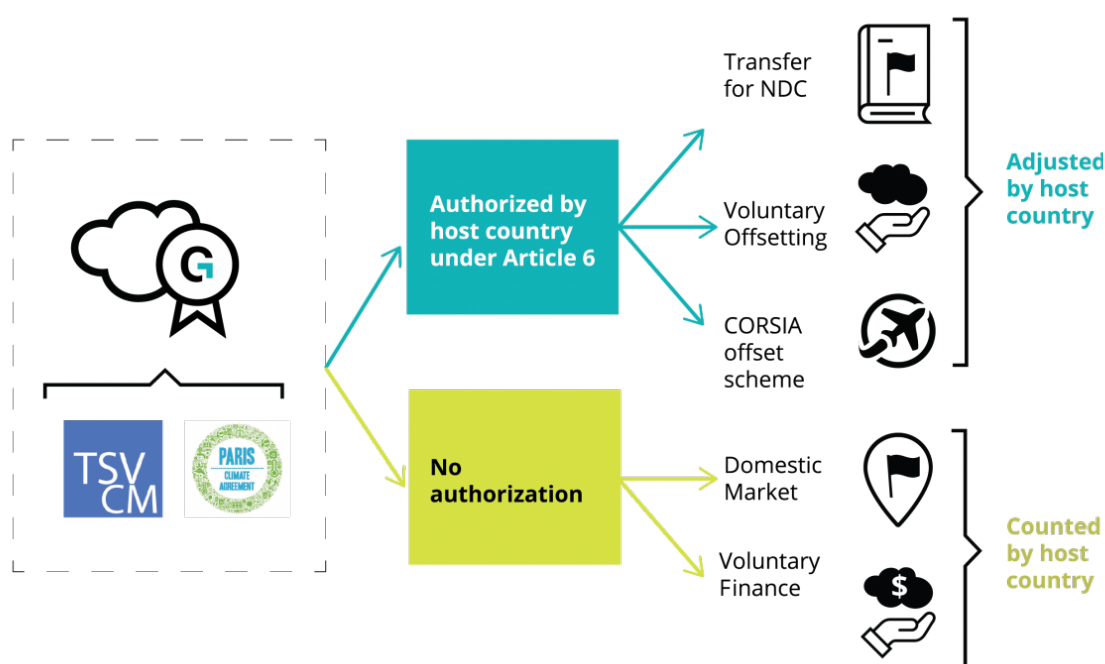 G
TSV
CM
PARIS
CLIMATE
AGREEMENT
Authorized by
host country
under Article 6
No
authorization
Transfer
for NDC
Voluntary
Offsetting
CORSIA
offset
scheme
Adjusted
by host
country
Domestic
Market
Voluntary
Finance
$
Counted
by host
country